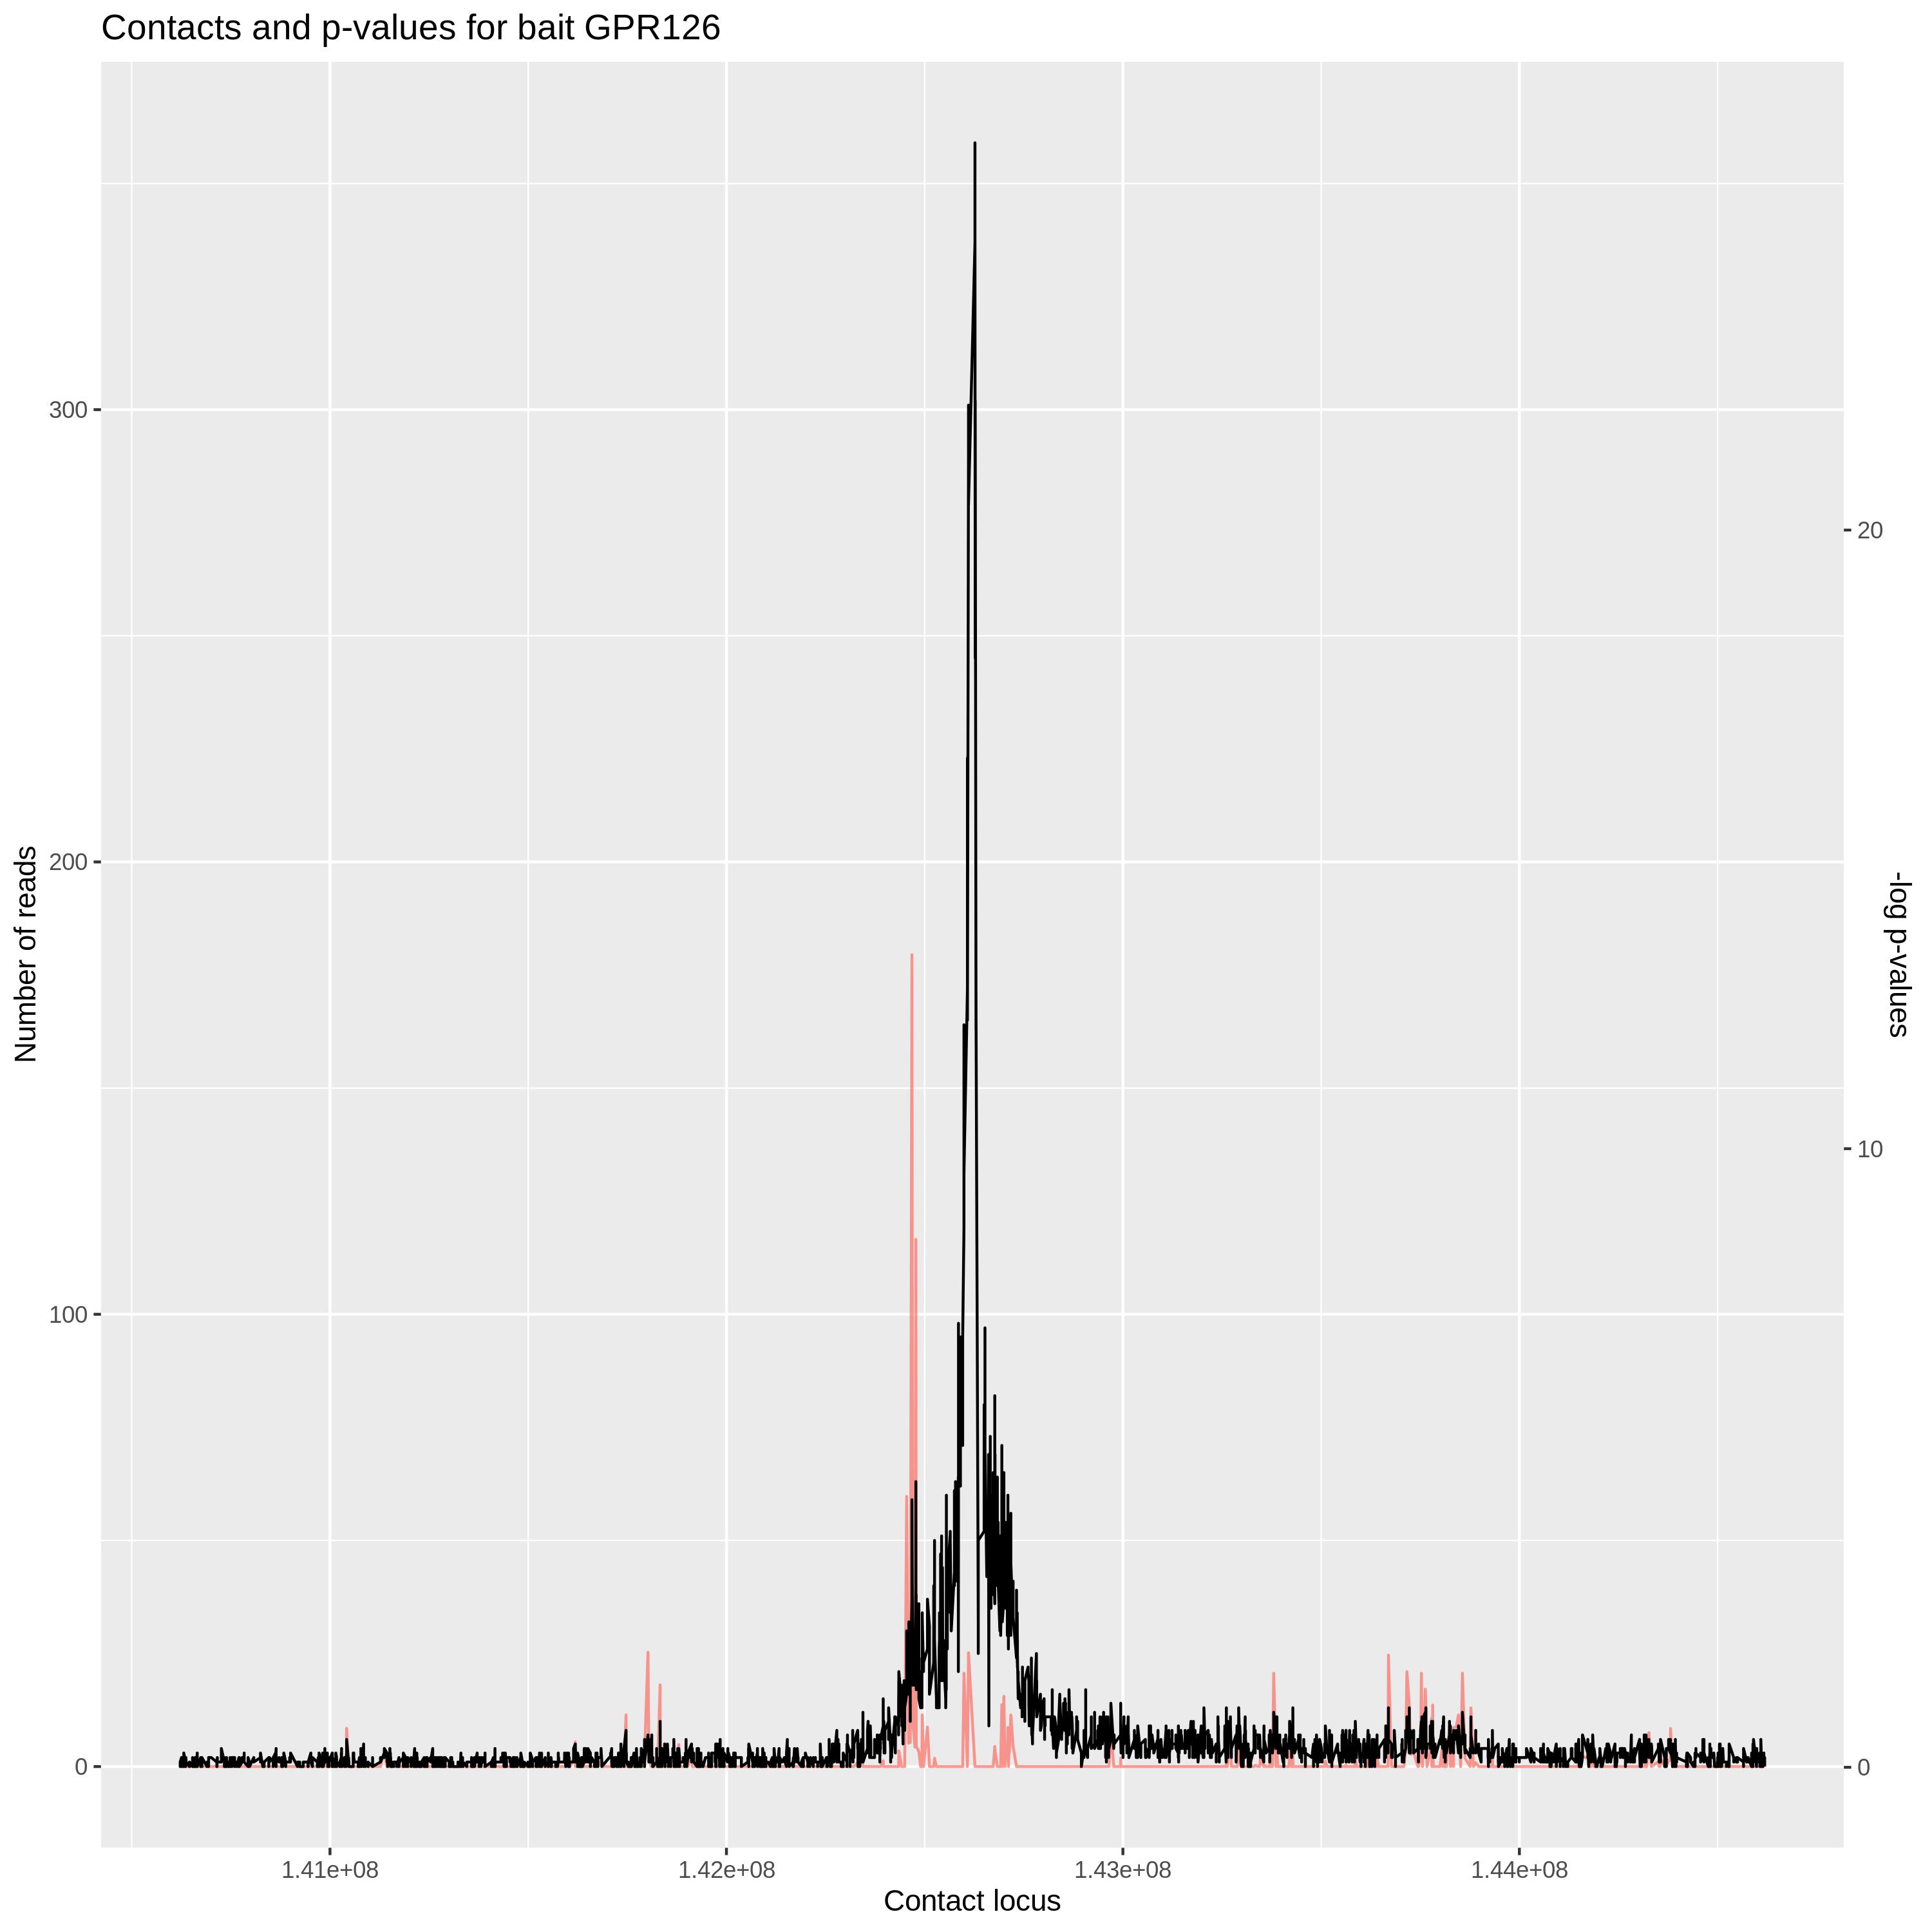 Contacts and p-values for bait GPR126
300
200
100
0
Number of reads
20
10
0
-log p-values
1.41e+08
1.42e+08
1.43e+08
1.44e+08
Contact locus